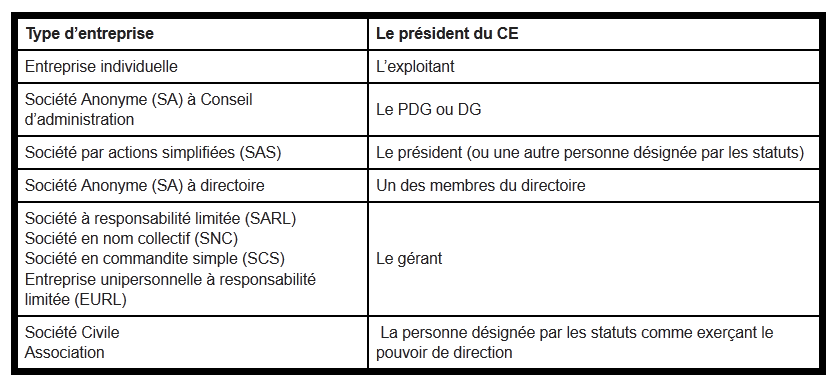 Type d’entreprise
Le président du CE
Entreprise individuelle
L’exploitant
Société Anonyme (SA) à Conseil
d’administration
Le PDG ou DG
Société par actions simplifiées (SAS)
Le président (ou une autre personne désignée par les statuts)
Société Anonyme (SA) à directoire
Un des membres du directoire
Société à responsabilité limitée (SARL)
Société en nom collectif (SNC)
Société en commandite simple (SCS)
Entreprise unipersonnelle à responsabilité
limitée (EURL)
Le gérant
Société Civile
Association
La personne désignée par les statuts comme exerçant le
pouvoir de direction